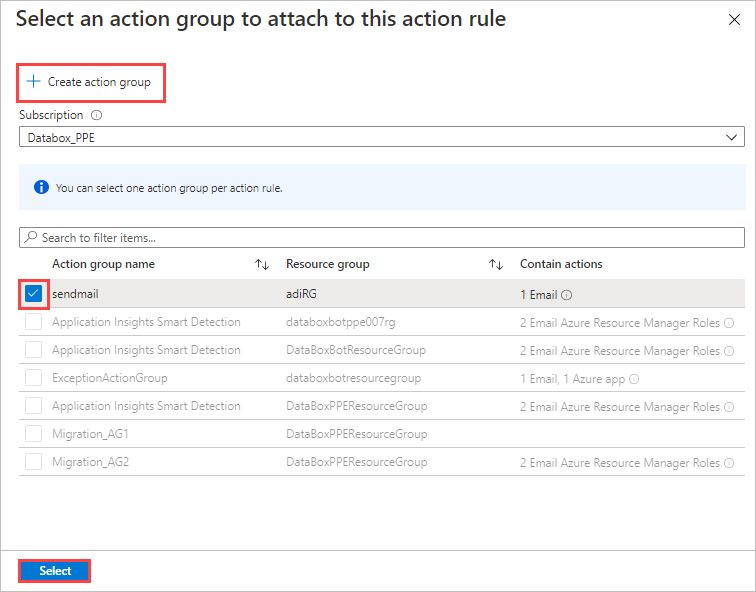 Select an action group to attach to this action rule
Create action group
Subscription
Databox_PPE
You can select one action group per action rule.
Search to filter items...
Action group name Resource group Contain actions
sendmail adiRG 1 Email
Application Insights Smart Detection databoxbotppe007rg 2 Email Azure Resource Manager Roles
Application Insights Smart Detection DataBoxBotResourceGroup 2 Email Azure Resource Manager Roles
ExceptionActionGroup databoxbotresourcegroup 1 Email, 1 Azure app
Application Insights Smart Detection DataBoxPPEResourceGroup 2 Email Azure Resource Manager Roles
Migration_AG1 DataBoxPPEResourceGroup
Migration_AG2 DataBoxPPEResourceGroup 2 Email Azure Resource Manager Roles
Select